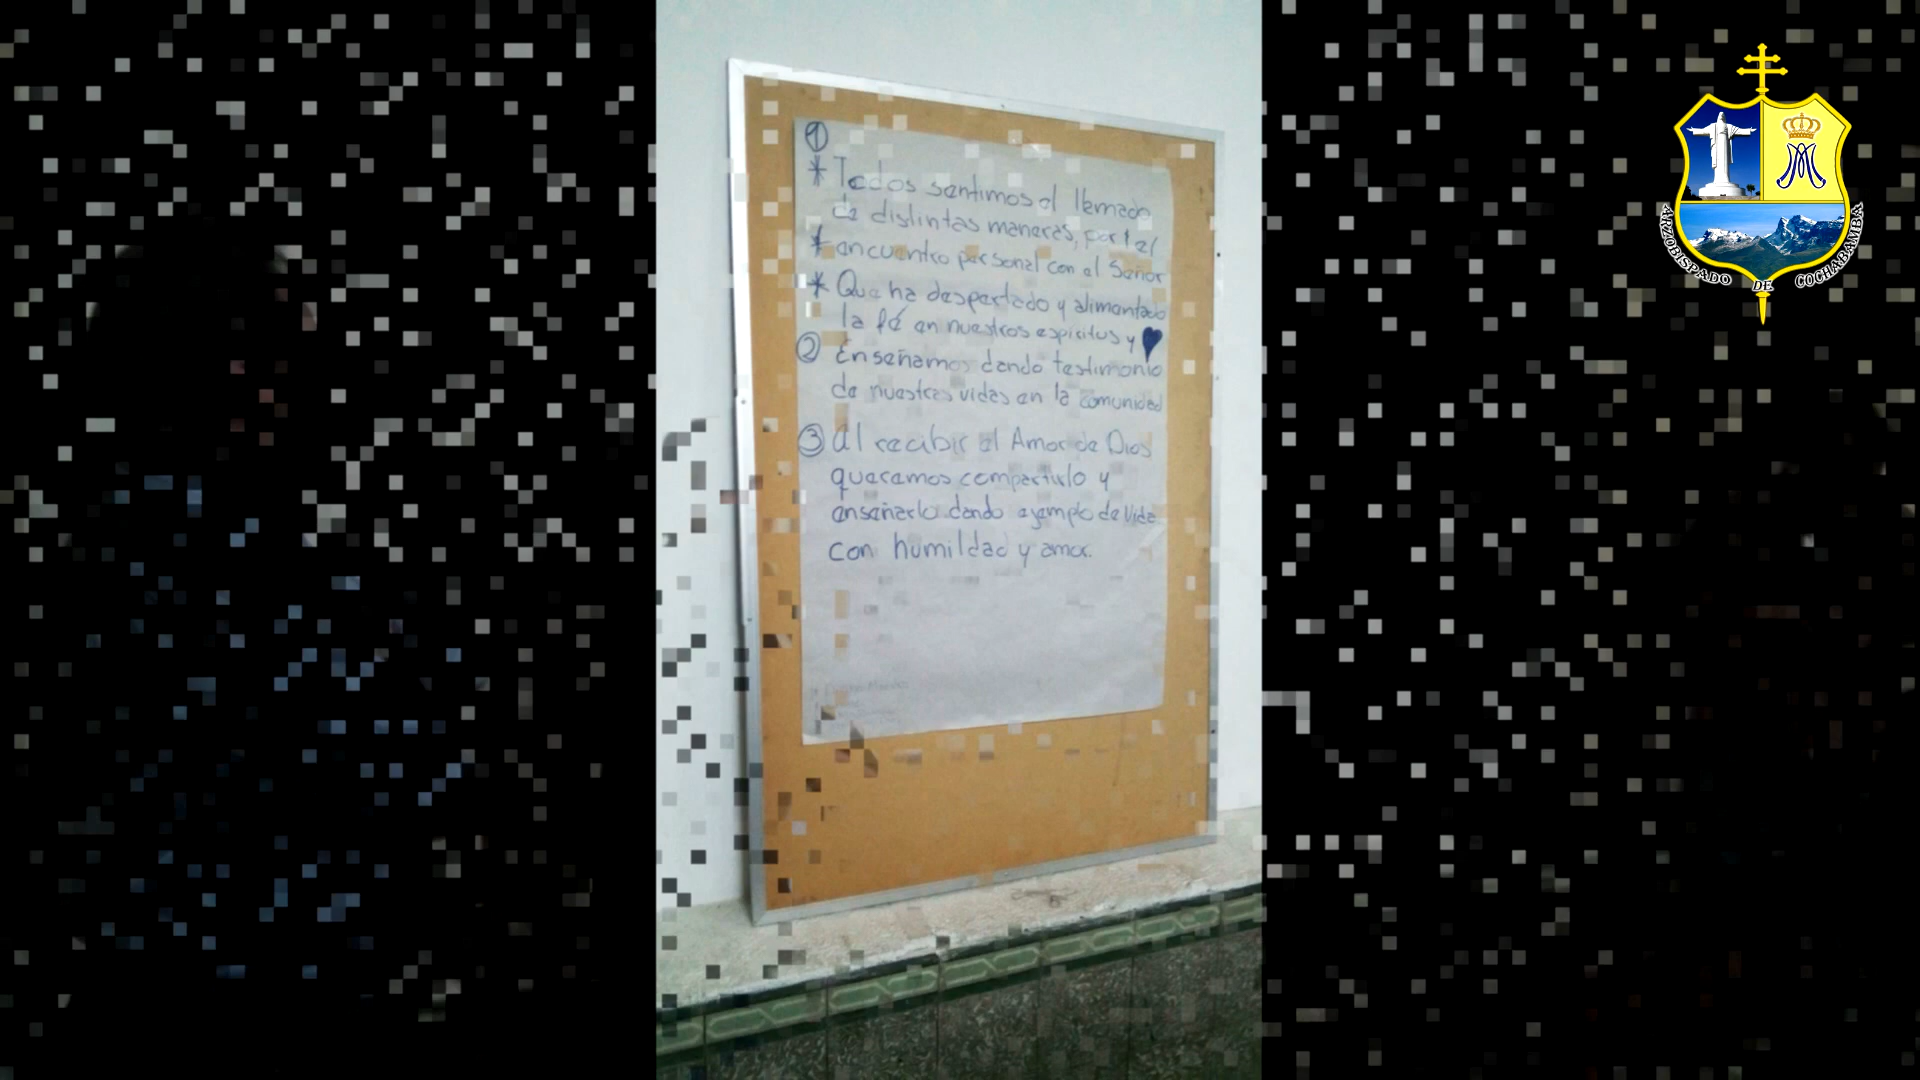 1
* Todos sentimos el llamado
de distintas maneras, por el
* encuentro personal con el Señor
* Que ha despertado y alimentado
la fé en nuestros espíritus y
2 Enseñamos dando testimonio
de nuestras vidas en la comunidad
3 al recibir el Amor de Dios
queremos compartirlo y
enseñarlo dando ejemplo de vida
con humildad y amor.
ARZOBISPADO DE COCHABAMBA